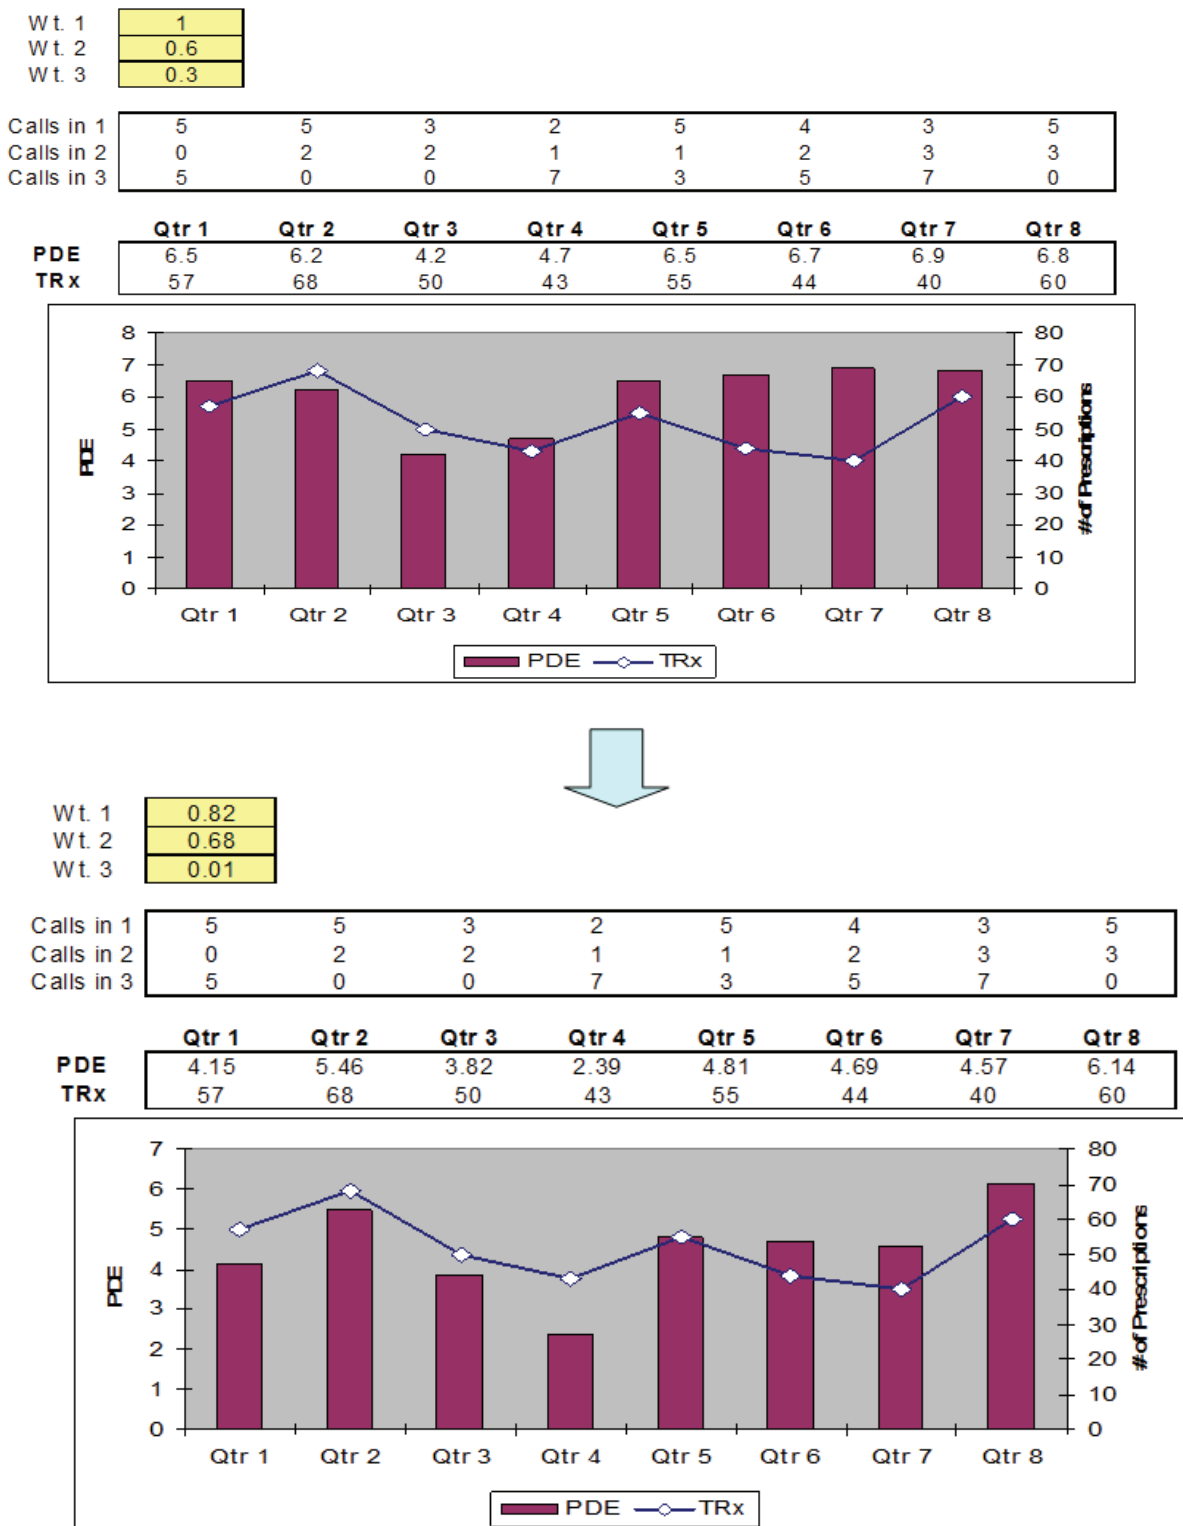 Wt. 1 1
Wt. 2 0.6
Wt. 3 0.3
Calls in 1 5 5 3 2 5 4 3 5
Calls in 2 0 2 2 1 1 2 3 3
Calls in 3 5 0 0 7 3 5 7 0
Qtr 1 Qtr 2 Qtr 3 Qtr 4 Qtr 5 Qtr 6 Qtr 7 Qtr 8
PDE 6.5 6.2 4.2 4.7 6.5 6.7 6.9 6.8
TRx 57 68 50 43 55 44 40 60
8 80
7 70
6 60
5 50
4 40
3 30
2 20
1 10
0 0
PDE
# of Prescriptions
Qtr 1 Qtr 2 Qtr 3 Qtr 4 Qtr 5 Qtr 6 Qtr 7 Qtr 8
PDE TRx
Wt. 1 0.82
Wt. 2 0.68
Wt. 3 0.01
Calls in 1 5 5 3 2 5 4 3 5
Calls in 2 0 2 2 1 1 2 3 3
Calls in 3 5 0 0 7 3 5 7 0
Qtr 1 Qtr 2 Qtr 3 Qtr 4 Qtr 5 Qtr 6 Qtr 7 Qtr 8
PDE 4.15 5.46 3.82 2.39 4.81 4.69 4.57 6.14
TRx 57 68 50 43 55 44 40 60
7 80
6 70
5 60
4 50
3 40
2 30
1 20
0 10
0
PDE
# of Prescriptions
Qtr 1 Qtr 2 Qtr 3 Qtr 4 Qtr 5 Qtr 6 Qtr 7 Qtr 8
PDE TRx